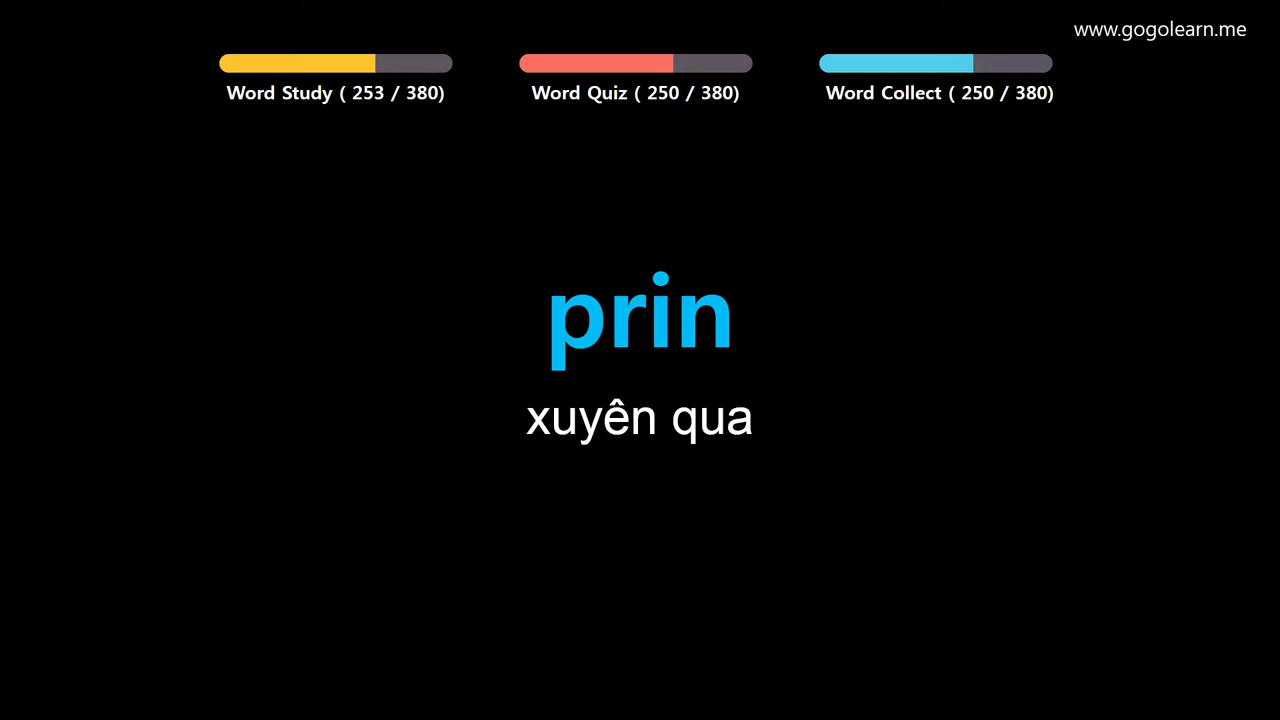 www.gogolearn.me
Word Study ( 253 / 380)
Word Quiz ( 250 / 380)
Word Collect ( 250 / 380)
prin
xuyên qua